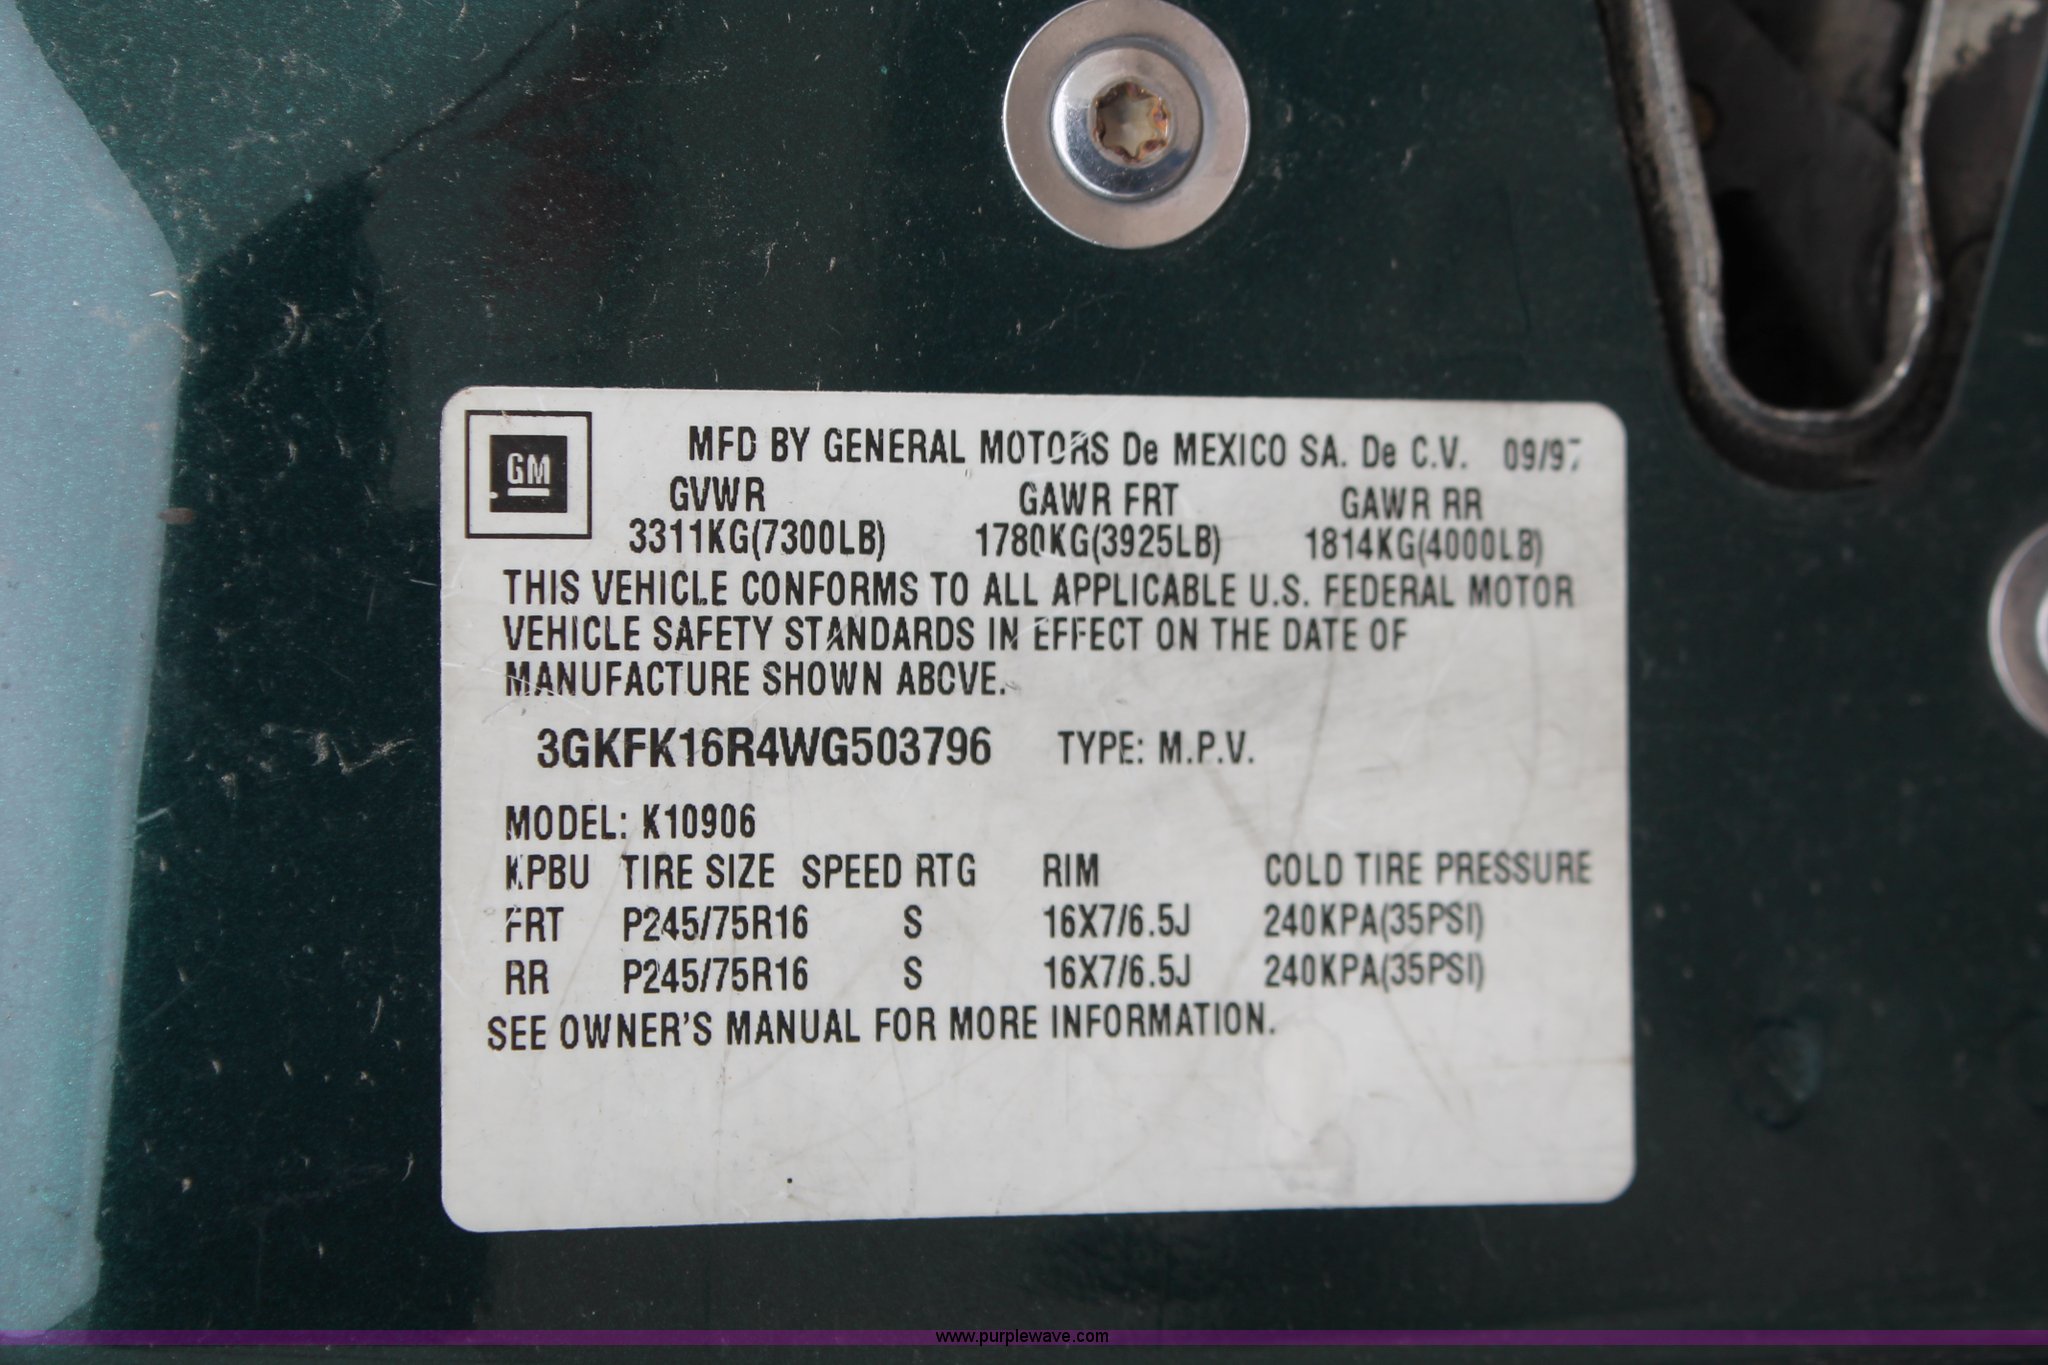 GM
MFD BY GENERAL MOTORS De MEXICO SA. De C.V. 09/97
GVWR GAWR FRT GAWR RR
3311KG(7300LB) 1780KG(3925LB) 1814KG(4000LB)
THIS VEHICLE CONFORMS TO ALL APPLICABLE U.S. FEDERAL MOTOR
VEHICLE SAFETY STANDARDS IN EFFECT ON THE DATE OF
MANUFACTURE SHOWN ABOVE.
3GKFK16R4WG503796 TYPE: M.P.V.
MODEL: K10906
KPBU TIRE SIZE SPEED RTG RIM COLD TIRE PRESSURE
FRT P245/75R16 S 16X7/6.5J 240KPA(35PSI)
RR P245/75R16 S 16X7/6.5J 240KPA(35PSI)
SEE OWNER'S MANUAL FOR MORE INFORMATION.
www.purplewave.com